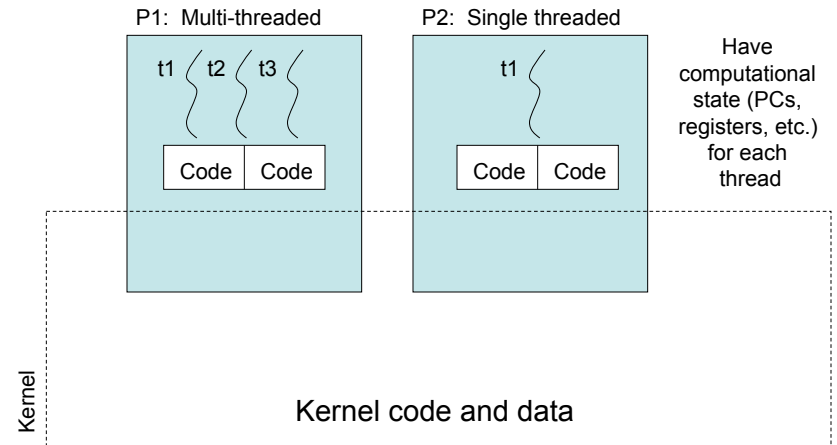 P1: Multi-threaded
P2: Single threaded
t1 t2 t3
t1
Have
computational
state (PCs,
registers, etc.)
for each
thread
Code Code
Code Code
Kernel
Kernel code and data